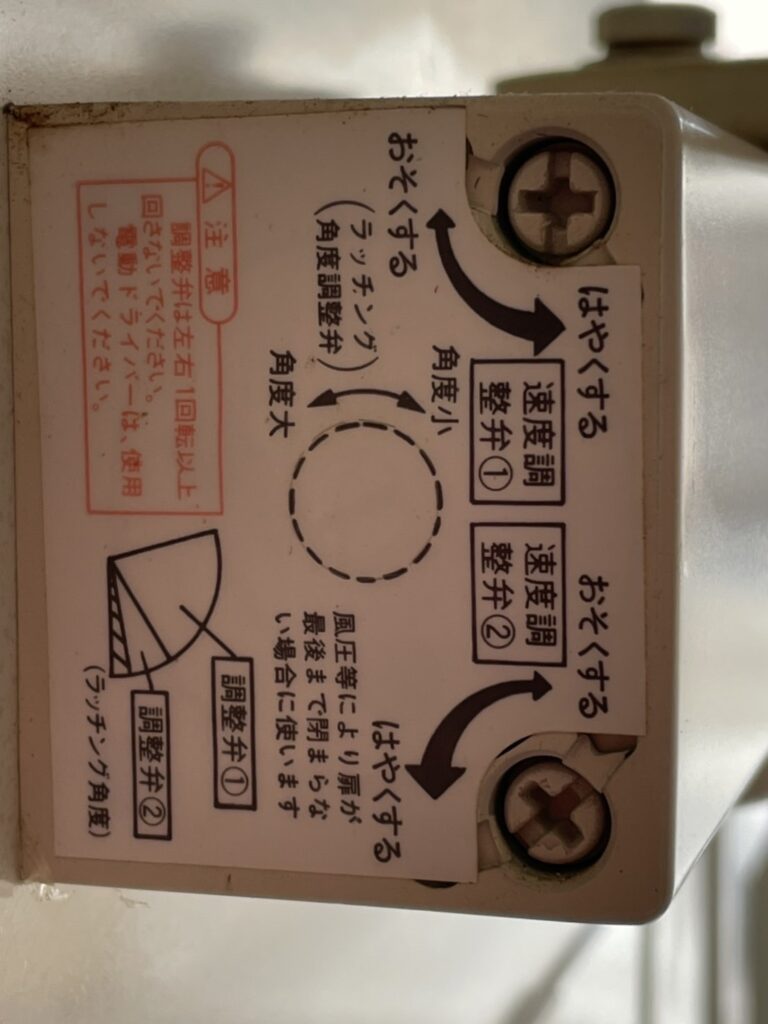 はやくする
おそくする
速度調
整弁①
速度調
整弁②
おそくする
はやくする
角度小
(ラッチング)
(角度調整弁)
角度大
風圧等により扉が
最後まで閉まらな
い場合に使います
⚠注意
調整弁は左右1回転以上
回さないでください。
電動ドライバーは、使用
しないでください。
調整弁①
調整弁②
(ラッチング角度)